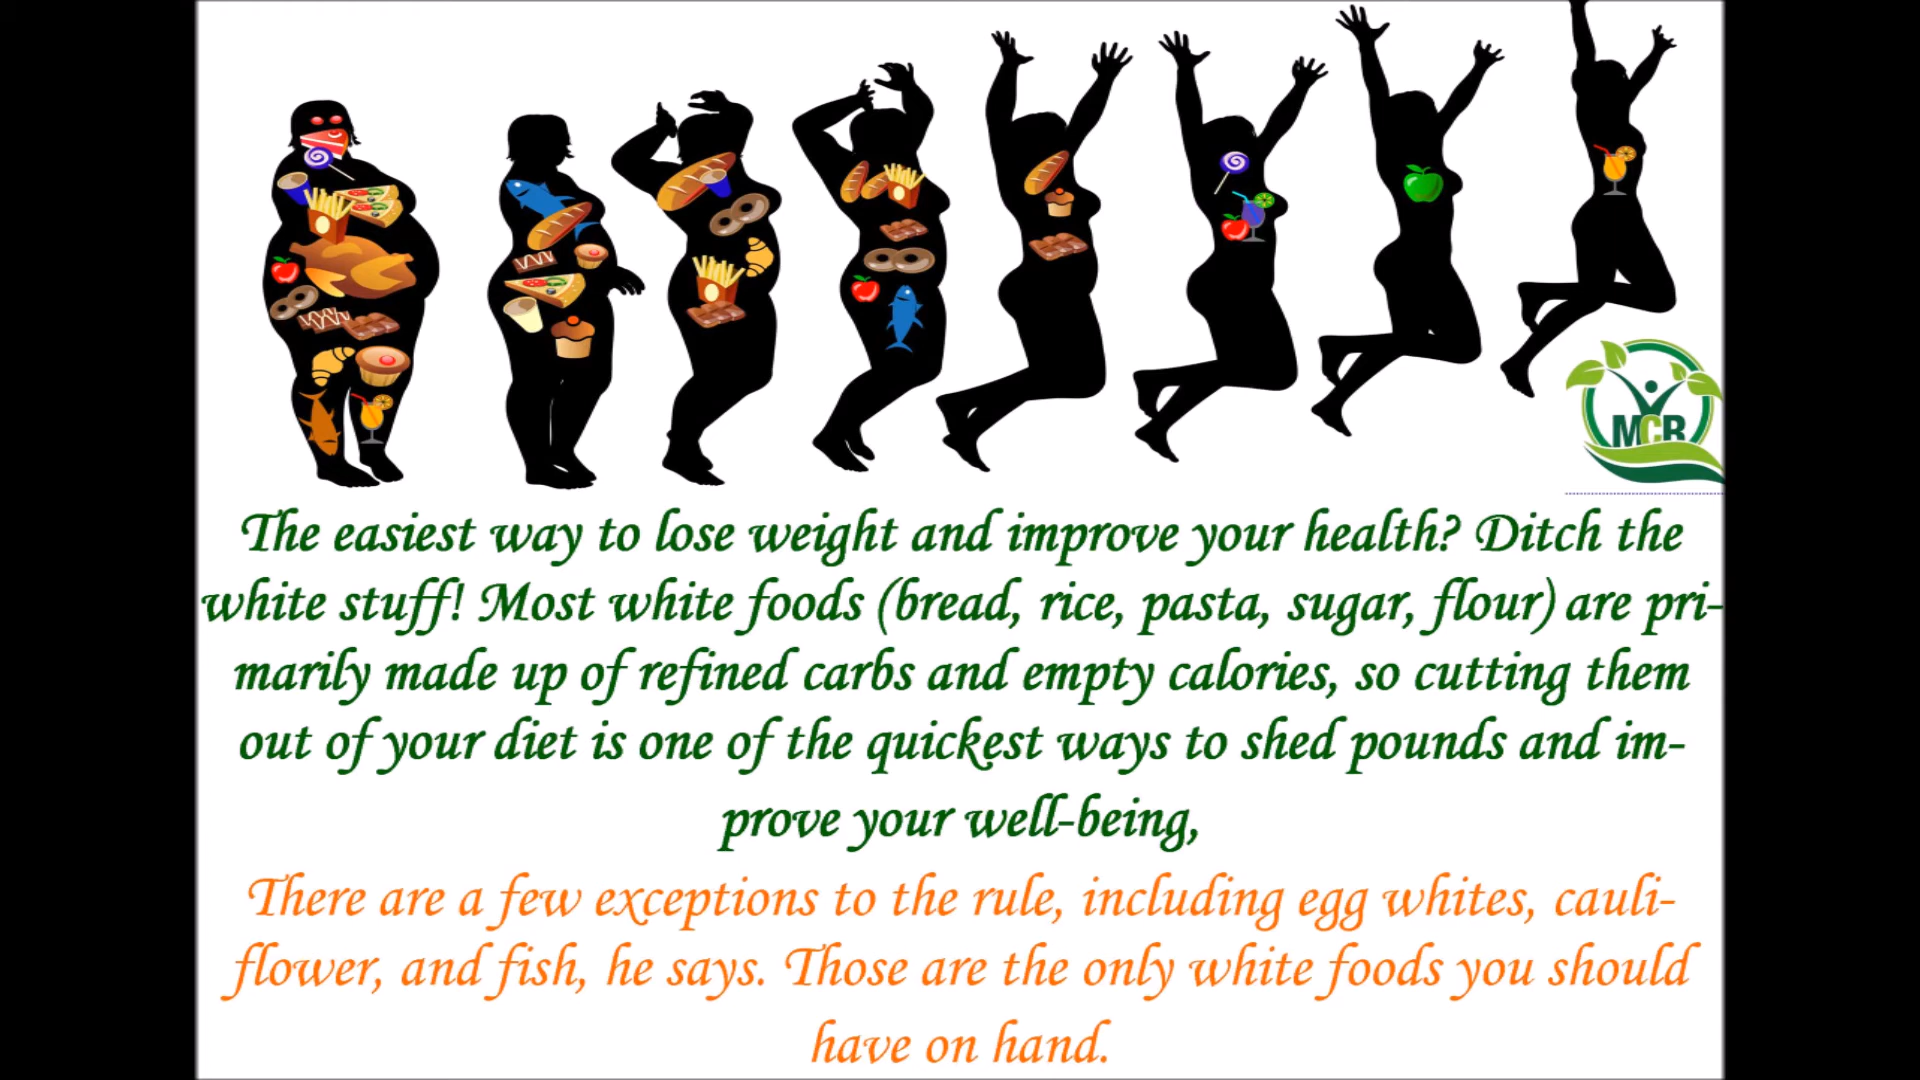 MCR
The easiest way to lose weight and improve your health? Ditch the
white stuff! Most white foods (bread, rice, pasta, sugar, flour) are pri-
marily made up of refined carbs and empty calories, so cutting them
out of your diet is one of the quickest ways to shed pounds and im-
prove your well-being,
There are a few exceptions to the rule, including egg whites, cauli-
flower, and fish, he says. Those are the only white foods you should
have on hand.